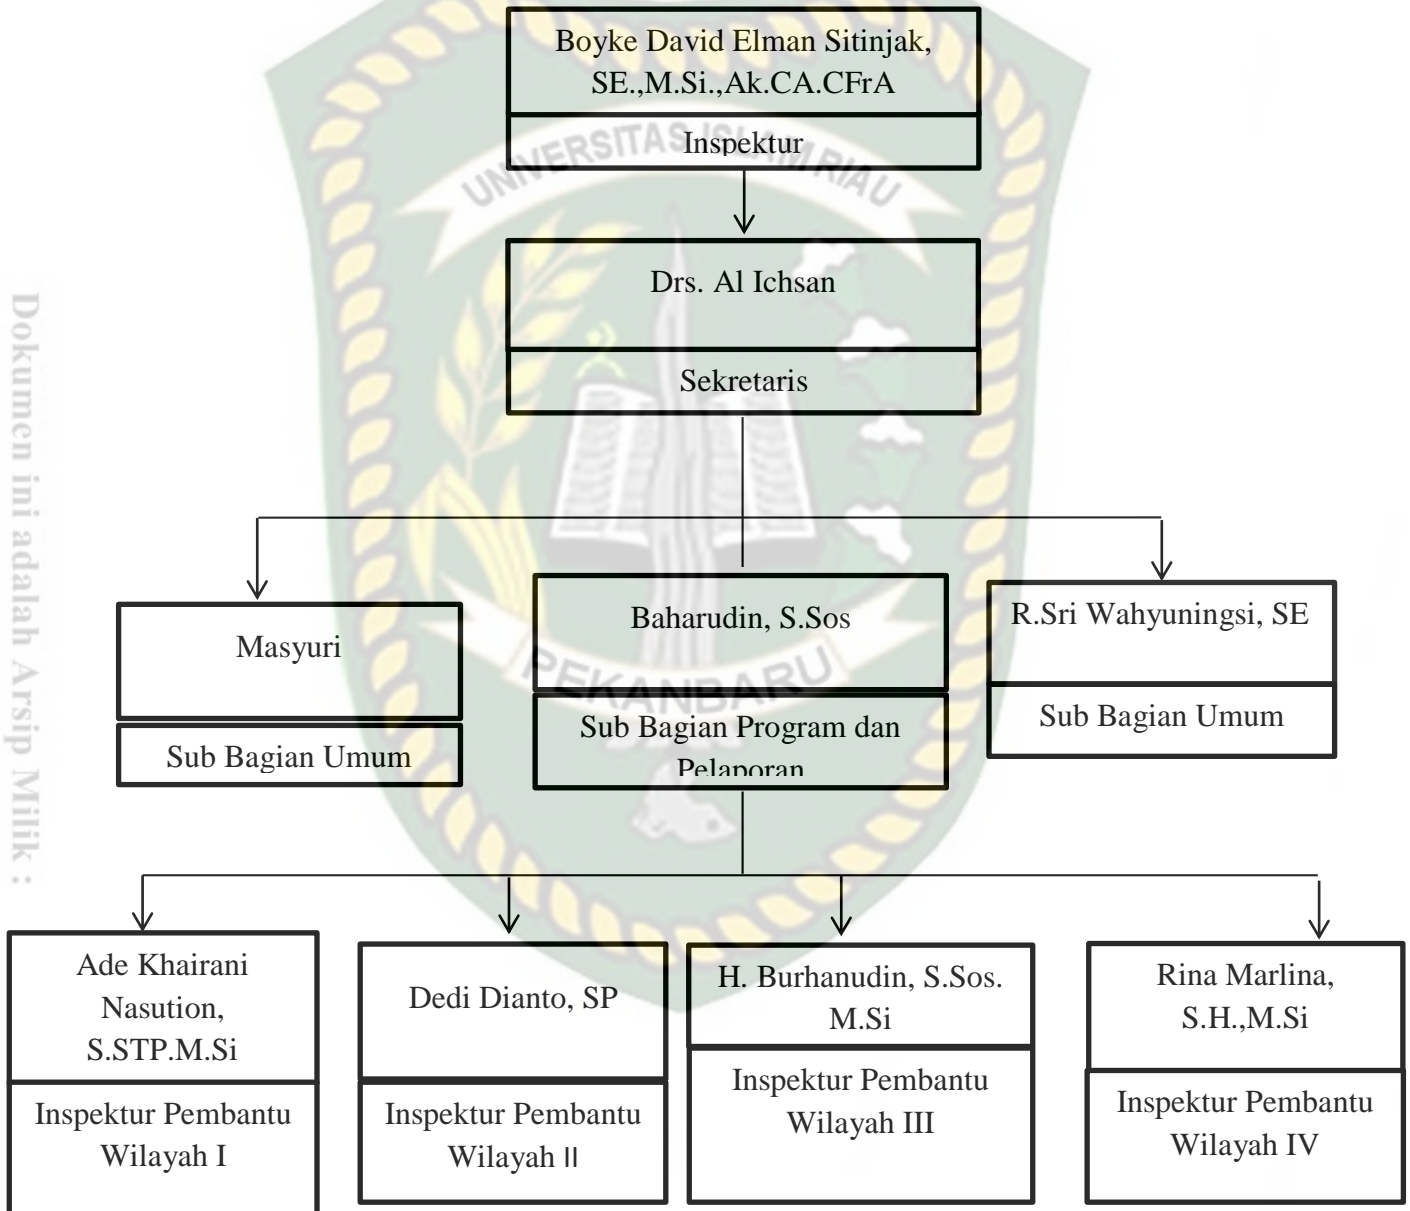 Boyke David Elman Sitinjak,
SE.,M.Si.,Ak.CA.CFrA
Inspektur
UNIVERSITAS ISLAM RIAU
Drs. Al Ichsan
Sekretaris
Masyuri
Sub Bagian Umum
Baharudin, S.Sos
Sub Bagian Program dan
Pelaporan
R.Sri Wahyuningsi, SE
Sub Bagian Umum
PEKANBARU
Ade Khairani
Nasution,
S.STP.M.Si
Inspektur Pembantu
Wilayah I
Dedi Dianto, SP
Inspektur Pembantu
Wilayah II
H. Burhanudin, S.Sos.
M.Si
Inspektur Pembantu
Wilayah III
Rina Marlina,
S.H.,M.Si
Inspektur Pembantu
Wilayah IV
Dokumen ini adalah Arsip Milik :